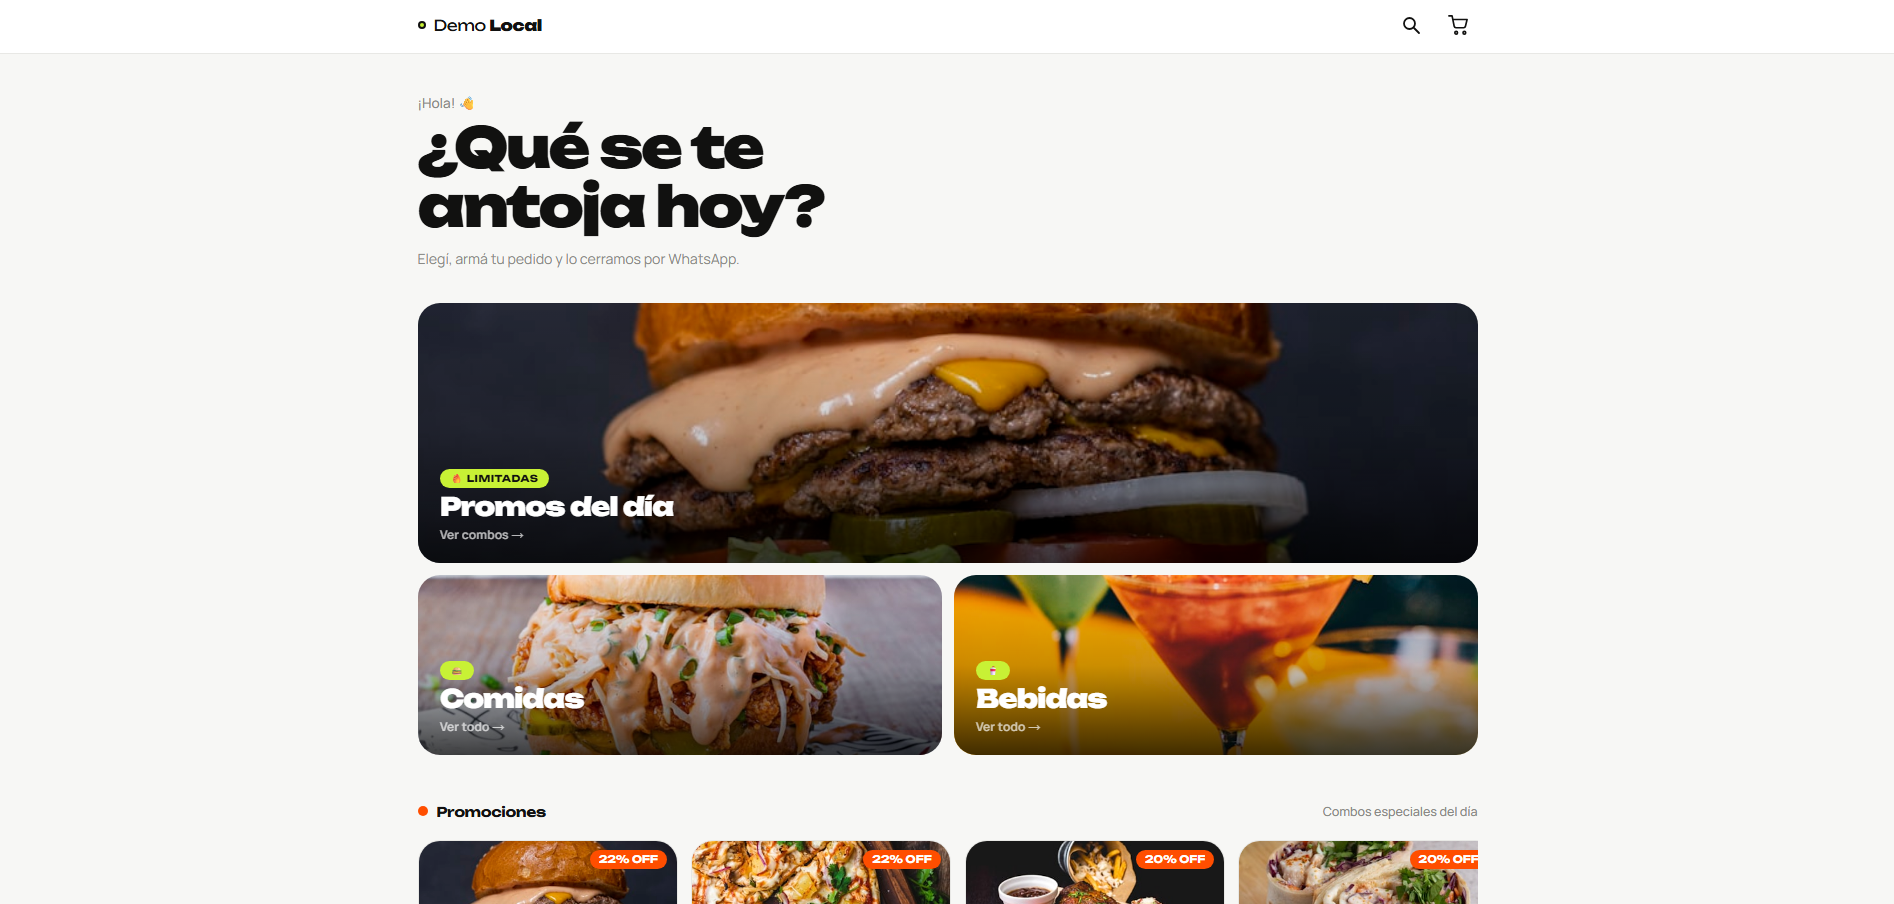 Demo Local
¡Hola! 👋
¿Qué se te
antoja hoy?
Elegí, armá tu pedido y lo cerramos por WhatsApp.
🔥 LIMITADAS
Promos del día
Ver combos →
Comidas
Ver todo →
Bebidas
Ver todo →
Promociones
Combos especiales del día
22% OFF
22% OFF
20% OFF
20% OFF